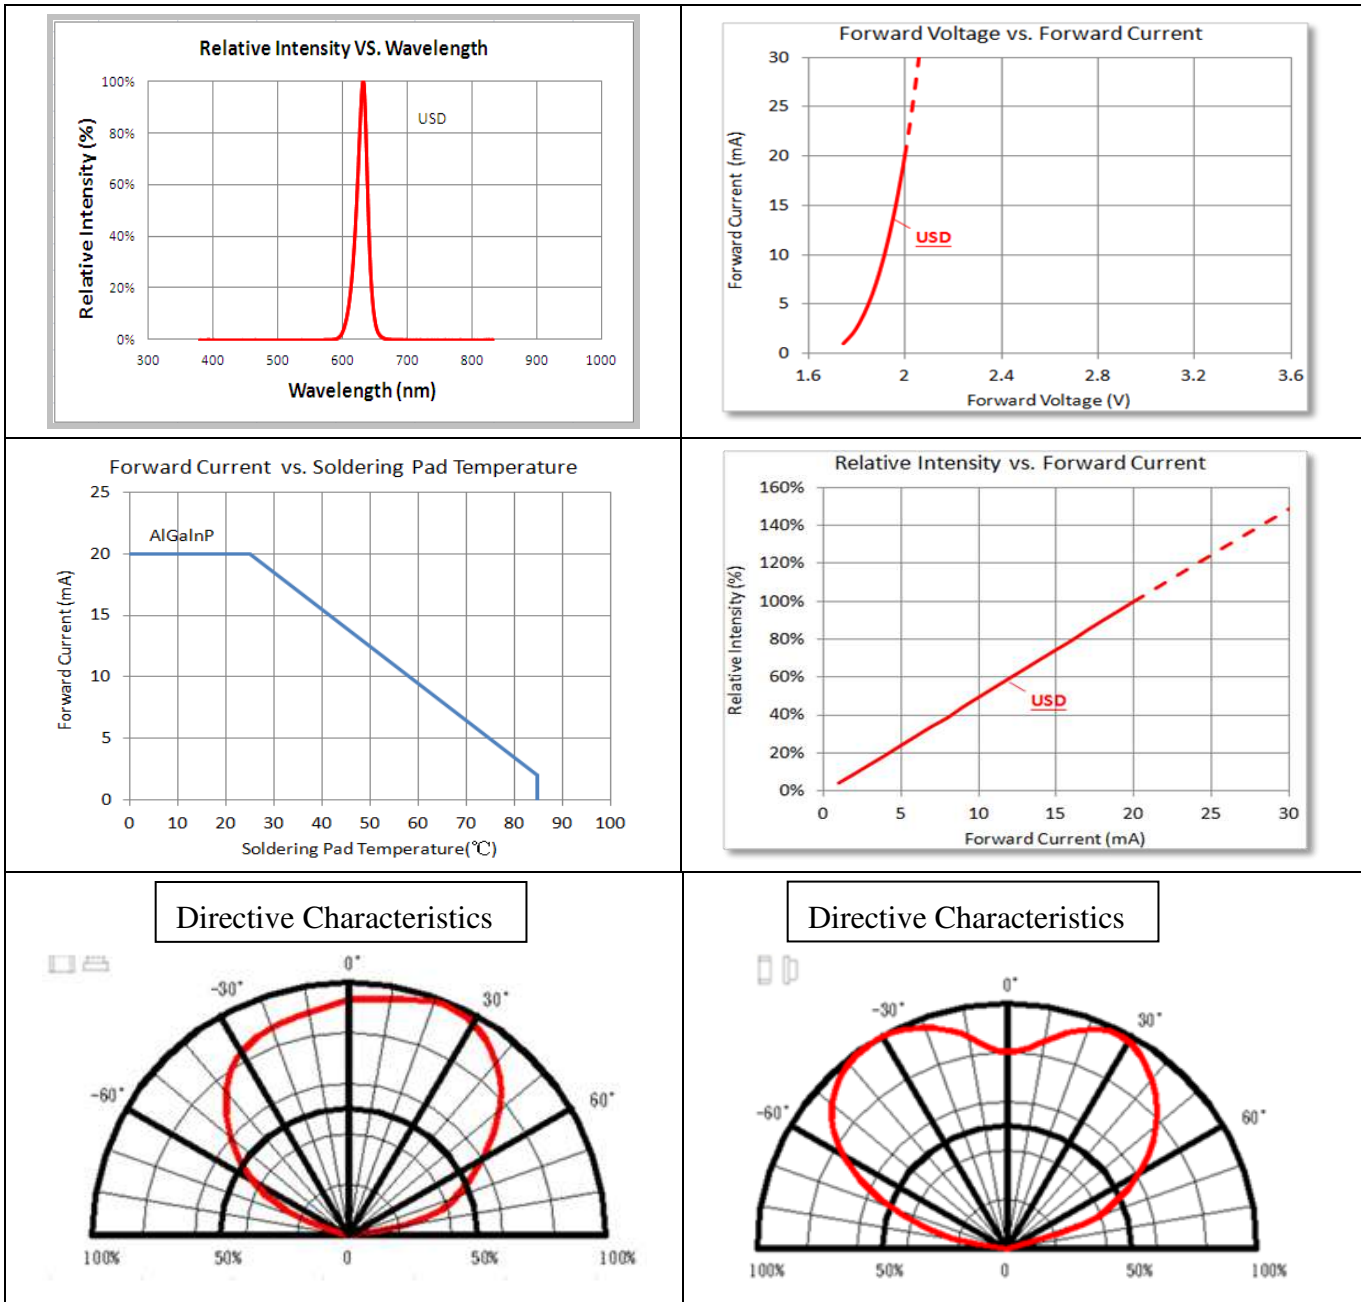 Relative Intensity VS. Wavelength
100%
80%
60%
40%
20%
0%
Relative Intensity (%)
USD
300 400 500 600 700 800 900 1000
Wavelength (nm)
Forward Voltage vs. Forward Current
30
25
20
15
10
5
0
Forward Current (mA)
USD
1.6 2 2.4 2.8 3.2 3.6
Forward Voltage (V)
Forward Current vs. Soldering Pad Temperature
25
20
15
10
5
0
Forward Current (mA)
AlGaInP
0 10 20 30 40 50 60 70 80 90 100
Soldering Pad Temperature(℃)
Relative Intensity vs. Forward Current
160%
140%
120%
100%
80%
60%
40%
20%
0%
Relative Intensity (%)
USD
0 5 10 15 20 25 30
Forward Current (mA)
Directive Characteristics
0°
-30° 30°
-60° 60°
100% 50% 0 50% 100%
Directive Characteristics
0°
-30° 30°
-60° 60°
100% 50% 0 50% 100%